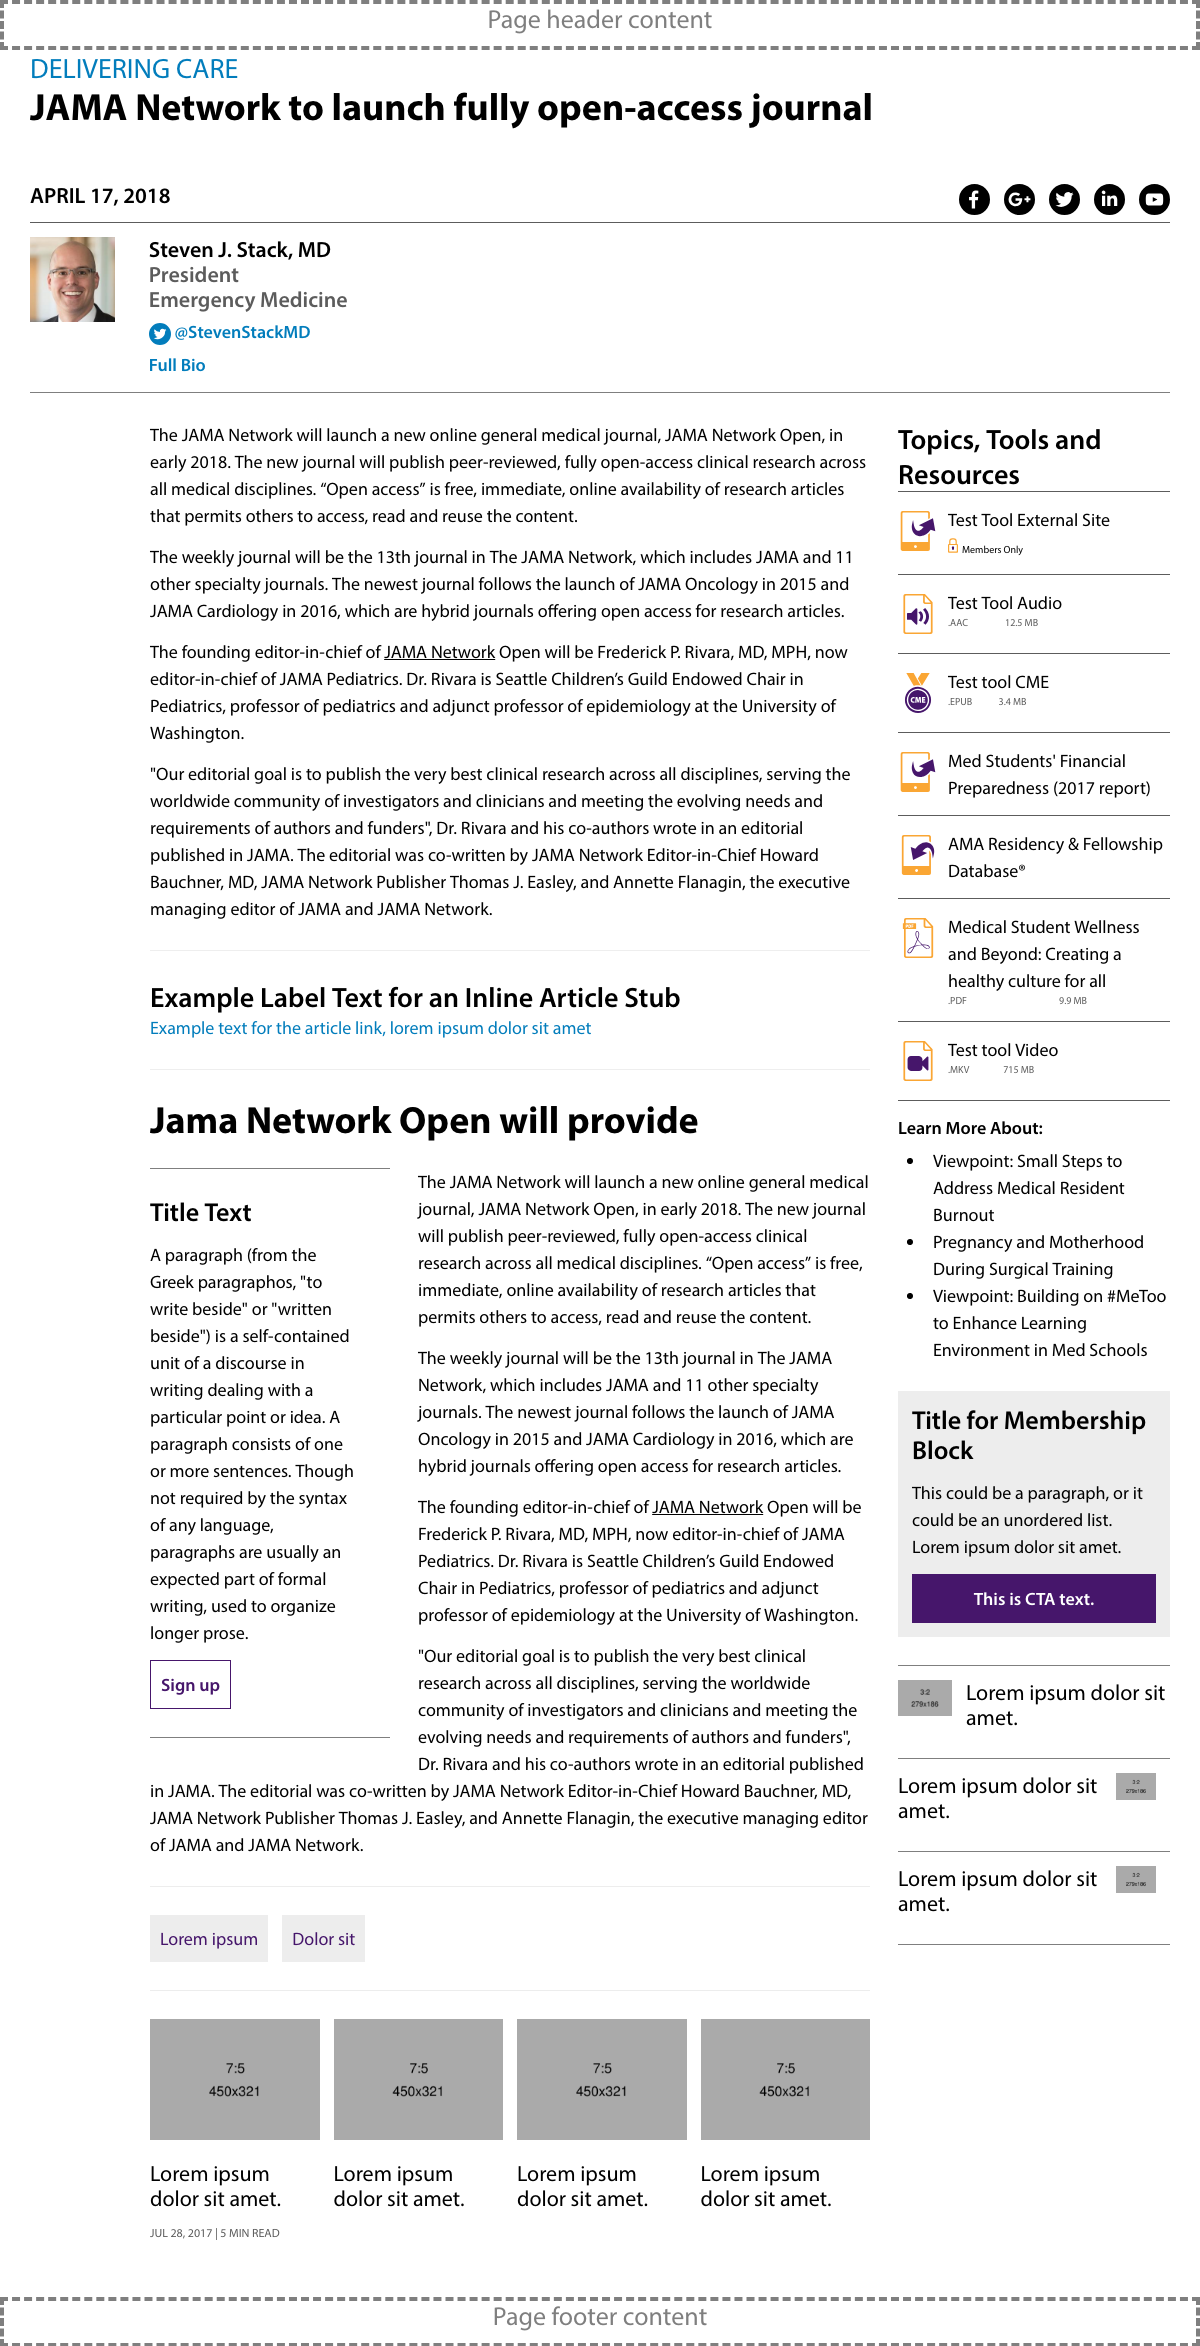 Page header content
DELIVERING CARE
JAMA Network to launch fully open-access journal
APRIL 17, 2018
Steven J. Stack, MD
President
Emergency Medicine
@StevenStackMD
Full Bio
The JAMA Network will launch a new online general medical journal, JAMA Network Open, in
early 2018. The new journal will publish peer-reviewed, fully open-access clinical research across
all medical disciplines. “Open access” is free, immediate, online availability of research articles
that permits others to access, read and reuse the content.
The weekly journal will be the 13th journal in The JAMA Network, which includes JAMA and 11
other specialty journals. The newest journal follows the launch of JAMA Oncology in 2015 and
JAMA Cardiology in 2016, which are hybrid journals offering open access for research articles.
The founding editor-in-chief of JAMA Network Open will be Frederick P. Rivara, MD, MPH, now
editor-in-chief of JAMA Pediatrics. Dr. Rivara is Seattle Children’s Guild Endowed Chair in
Pediatrics, professor of pediatrics and adjunct professor of epidemiology at the University of
Washington.
"Our editorial goal is to publish the very best clinical research across all disciplines, serving the
worldwide community of investigators and clinicians and meeting the evolving needs and
requirements of authors and funders", Dr. Rivara and his co-authors wrote in an editorial
published in JAMA. The editorial was co-written by JAMA Network Editor-in-Chief Howard
Bauchner, MD, JAMA Network Publisher Thomas J. Easley, and Annette Flanagin, the executive
managing editor of JAMA and JAMA Network.
Example Label Text for an Inline Article Stub
Example text for the article link, lorem ipsum dolor sit amet
Jama Network Open will provide
Title Text
A paragraph (from the
Greek paragraphos, "to
write beside" or "written
beside") is a self-contained
unit of a discourse in
writing dealing with a
particular point or idea. A
paragraph consists of one
or more sentences. Though
not required by the syntax
of any language,
paragraphs are usually an
expected part of formal
writing, used to organize
longer prose.
Sign up
The JAMA Network will launch a new online general medical
journal, JAMA Network Open, in early 2018. The new journal
will publish peer-reviewed, fully open-access clinical
research across all medical disciplines. “Open access” is free,
immediate, online availability of research articles that
permits others to access, read and reuse the content.
The weekly journal will be the 13th journal in The JAMA
Network, which includes JAMA and 11 other specialty
journals. The newest journal follows the launch of JAMA
Oncology in 2015 and JAMA Cardiology in 2016, which are
hybrid journals offering open access for research articles.
The founding editor-in-chief of JAMA Network Open will be
Frederick P. Rivara, MD, MPH, now editor-in-chief of JAMA
Pediatrics. Dr. Rivara is Seattle Children’s Guild Endowed
Chair in Pediatrics, professor of pediatrics and adjunct
professor of epidemiology at the University of Washington.
"Our editorial goal is to publish the very best clinical
research across all disciplines, serving the worldwide
community of investigators and clinicians and meeting the
evolving needs and requirements of authors and funders",
Dr. Rivara and his co-authors wrote in an editorial published
in JAMA. The editorial was co-written by JAMA Network Editor-in-Chief Howard Bauchner, MD,
JAMA Network Publisher Thomas J. Easley, and Annette Flanagin, the executive managing editor
of JAMA and JAMA Network.
Lorem ipsum Dolor sit
7:5 7:5 7:5 7:5
450x321 450x321 450x321 450x321
Lorem ipsum Lorem ipsum Lorem ipsum Lorem ipsum
dolor sit amet. dolor sit amet. dolor sit amet. dolor sit amet.
JUL 28, 2017 | 5 MIN READ
Topics, Tools and
Resources
Test Tool External Site
Members Only
Test Tool Audio
.AAC 12.5 MB
CME
Test tool CME
.EPUB 3.4 MB
Med Students' Financial
Preparedness (2017 report)
AMA Residency & Fellowship
Database®
PDF
Medical Student Wellness
and Beyond: Creating a
healthy culture for all
.PDF 9.9 MB
Test tool Video
.MKV 715 MB
Learn More About:
Viewpoint: Small Steps to
Address Medical Resident
Burnout
Pregnancy and Motherhood
During Surgical Training
Viewpoint: Building on #MeToo
to Enhance Learning
Environment in Med Schools
Title for Membership
Block
This could be a paragraph, or it
could be an unordered list.
Lorem ipsum dolor sit amet.
This is CTA text.
3:2
279x186
Lorem ipsum dolor sit
amet.
Lorem ipsum dolor sit
amet.
3:2
279x186
Lorem ipsum dolor sit
amet.
3:2
279x186
Page footer content